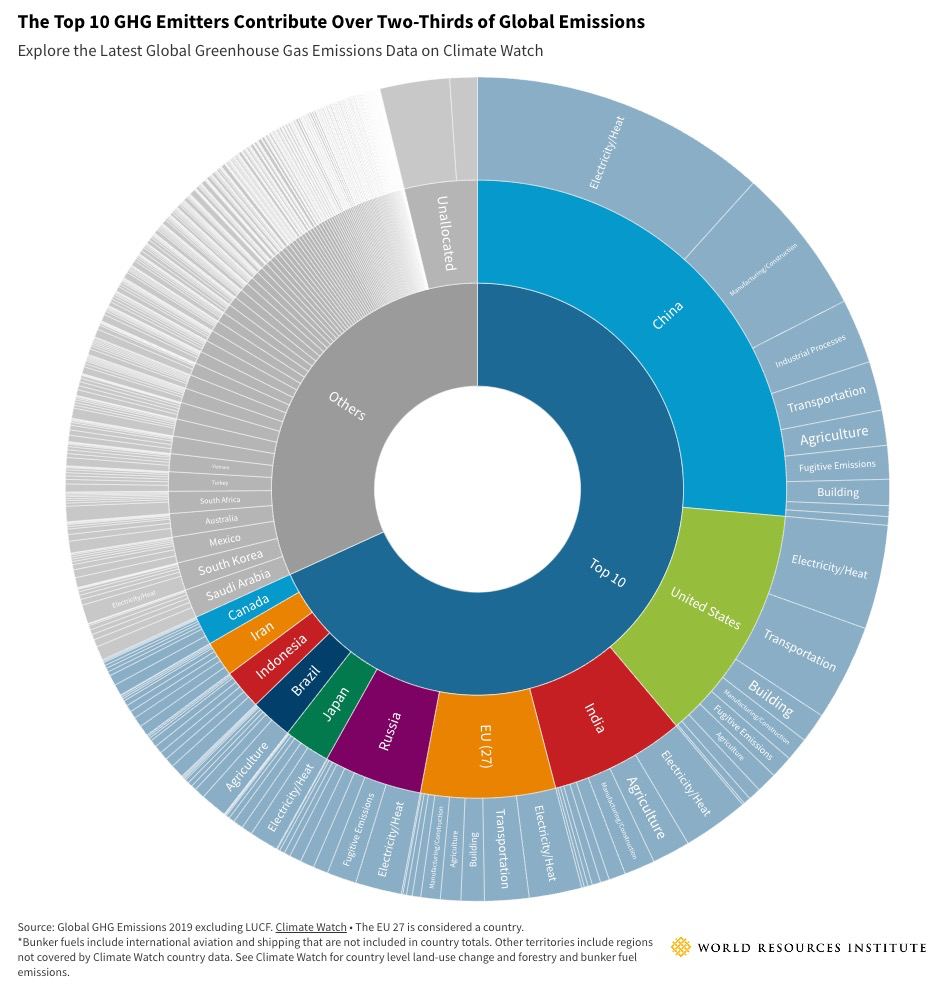 The Top 10 GHG Emitters Contribute Over Two-Thirds of Global Emissions
Explore the Latest Global Greenhouse Gas Emissions Data on Climate Watch
Electricity/Heat
Manufacturing/Construction
Industrial Processes
Transportation
Agriculture
Fugitive Emissions
Building
China
Unallocated
Others
Top 10
Vietnam
Turkey
South Africa
Australia
Mexico
South Korea
Saudi Arabia
Electricity/Heat
Canada
Iran
Indonesia
Brazil
Agriculture
Japan
Electricity/Heat
Russia
Fugitive Emissions
Electricity/Heat
EU (27)
Manufacturing/Construction
Agriculture
Building
Transportation
Electricity/Heat
India
Manufacturing/Construction
Agriculture
Electricity/Heat
United States
Electricity/Heat
Transportation
Building
Manufacturing/Construction
Fugitive Emissions
Agriculture
Source: Global GHG Emissions 2019 excluding LUCF. Climate Watch • The EU 27 is considered a country.
*Bunker fuels include international aviation and shipping that are not included in country totals. Other territories include regions
not covered by Climate Watch country data. See Climate Watch for country level land-use change and forestry and bunker fuel
emissions.
WORLD RESOURCES INSTITUTE